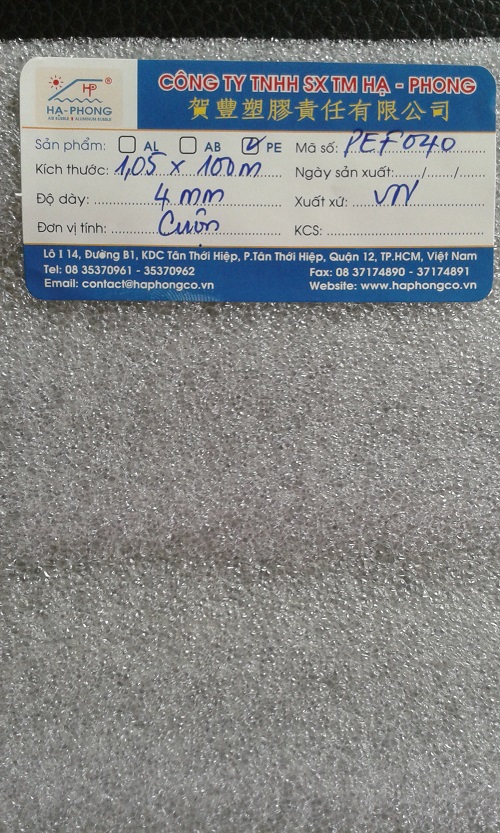 CÔNG TY TNHH SX TM HẠ - PHONG
賀豐塑膠責任有限公司
HP ®
HẠ-PHONG
AIR BUBBLE & ALUMINIUM BUBBLE
Sản phẩm: AL AB PE Mã số: PEF040
Kích thước: 1,05 x 100m Ngày sản xuất:....../....../......
Độ dày: 4 mm Xuất xứ: VN
Đơn vị tính: Cuộn KCS:
Lô I 14, Đường B1, KDC Tân Thới Hiệp, P.Tân Thới Hiệp, Quận 12, TP.HCM, Việt Nam
Tel: 08 35370961 - 35370962 Fax: 08 37174890 - 37174891
Email: contact@haphongco.vn Website: www.haphongco.vn